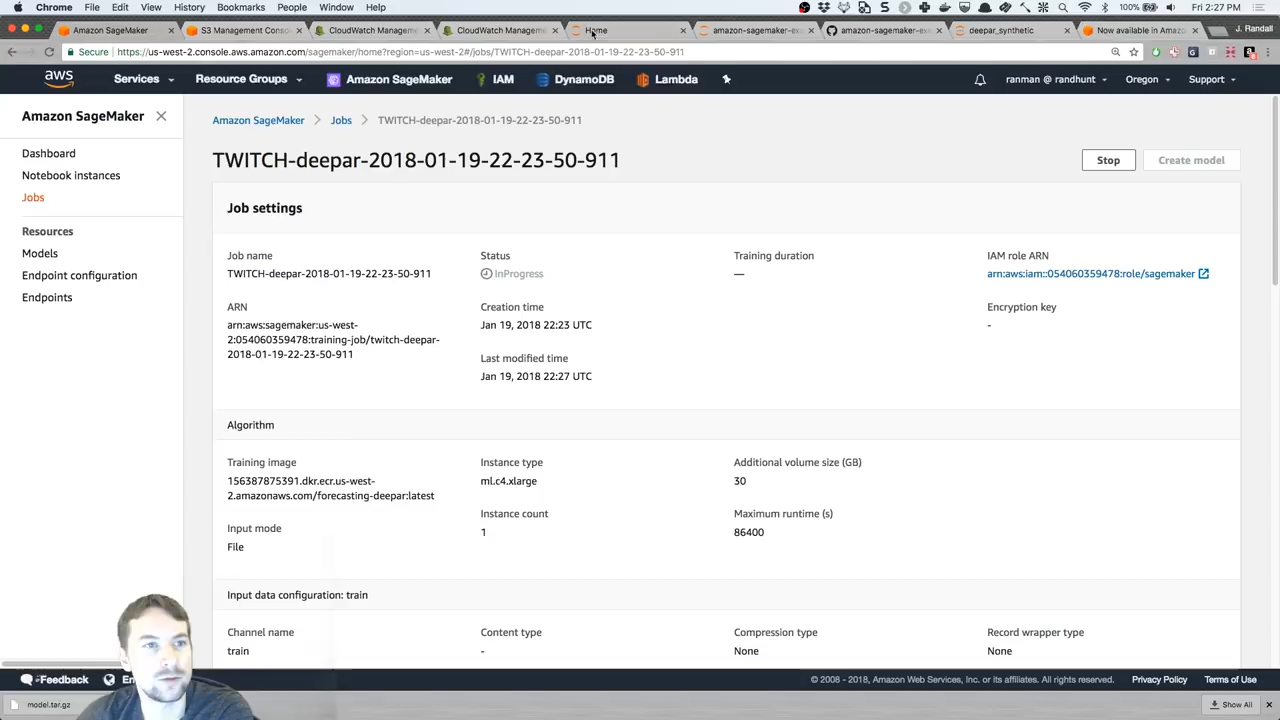 Chrome File Edit View History Bookmarks People Window Help 100% Fri 2:27 PM
Amazon SageMaker S3 Management Conso CloudWatch Manageme CloudWatch Manageme Home amazon-sagemaker-exa amazon-sagemaker-exa deepar_synthetic Now available in Amazo J. Randall
Secure https://us-west-2.console.aws.amazon.com/sagemaker/home?region=us-west-2#/jobs/TWITCH-deepar-2018-01-19-22-23-50-911
aws Services Resource Groups Amazon SageMaker IAM DynamoDB Lambda ranman @ randhunt Oregon Support
Amazon SageMaker
Dashboard
Notebook instances
Jobs
Resources
Models
Endpoint configuration
Endpoints
Amazon SageMaker Jobs TWITCH-deepar-2018-01-19-22-23-50-911
TWITCH-deepar-2018-01-19-22-23-50-911 Stop Create model
Job settings
Job name Status Training duration IAM role ARN
TWITCH-deepar-2018-01-19-22-23-50-911 InProgress — arn:aws:iam::054060359478:role/sagemaker
ARN Creation time Encryption key
arn:aws:sagemaker:us-west- Jan 19, 2018 22:23 UTC -
2:054060359478:training-job/twitch-deepar-
2018-01-19-22-23-50-911
Last modified time
Jan 19, 2018 22:27 UTC
Algorithm
Training image Instance type Additional volume size (GB)
156387875391.dkr.ecr.us-west- ml.c4.xlarge 30
2.amazonaws.com/forecasting-deepar:latest
Instance count Maximum runtime (s)
1 86400
Input mode
File
Input data configuration: train
Channel name Content type Compression type Record wrapper type
train - None None
Feedback En © 2008 - 2018, Amazon Web Services, Inc. or its affiliates. All rights reserved. Privacy Policy Terms of Use
model.tar.gz Show All